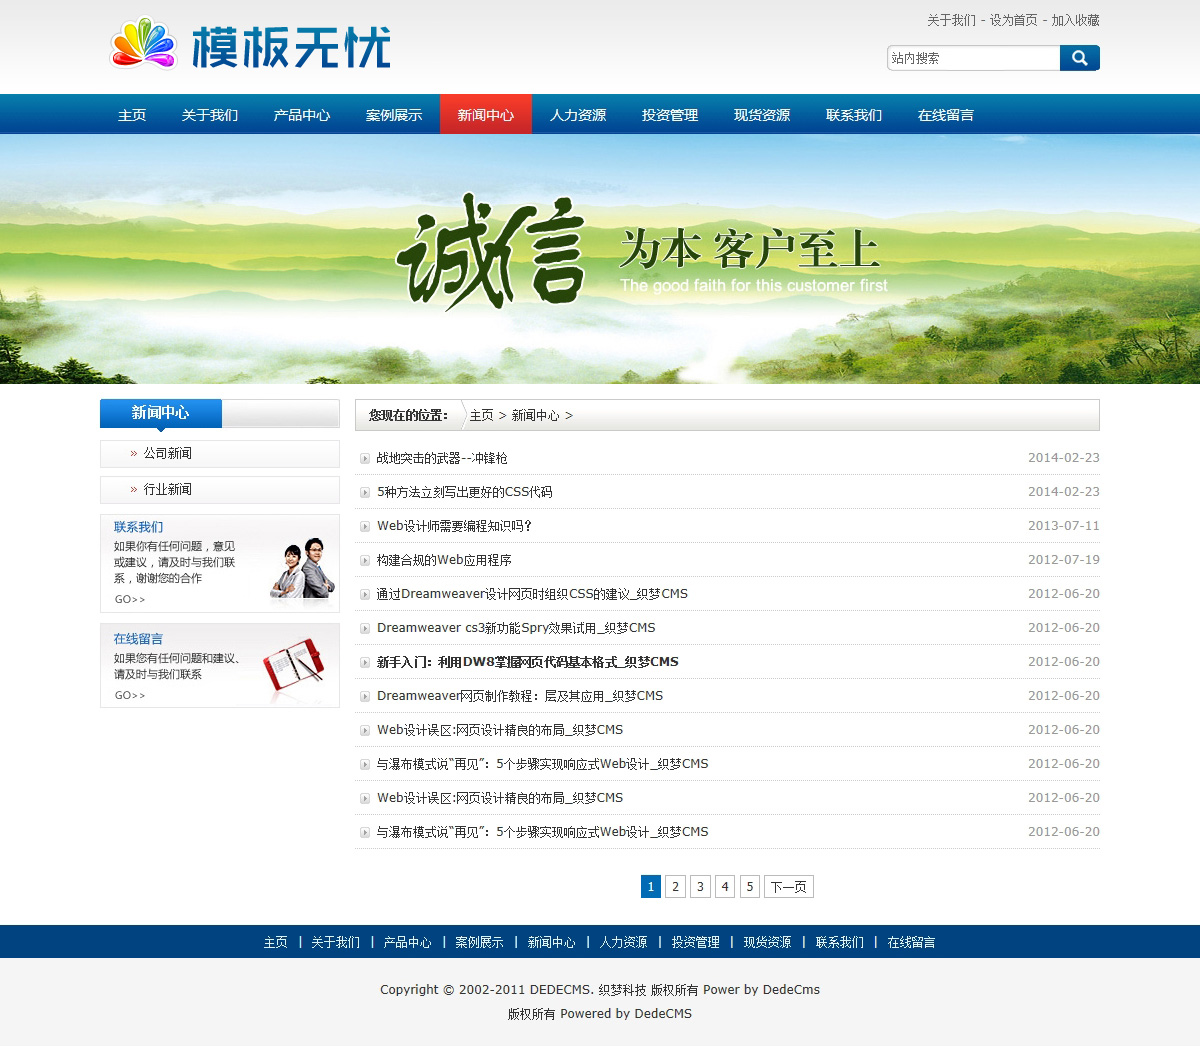 关于我们 - 设为首页 - 加入收藏
模板无忧
站内搜索
主页 关于我们 产品中心 案例展示 新闻中心 人力资源 投资管理 现货资源 联系我们 在线留言
诚信 为本 客户至上
The good faith for this customer first
新闻中心
公司新闻
行业新闻
联系我们
如果你有任何问题，意见
或建议，请及时与我们联
系，谢谢您的合作
GO>>
在线留言
如果您有任何问题和建议、
请及时与我们联系
GO>>
您现在的位置： 主页 > 新闻中心 >
战地突击的武器--冲锋枪 2014-02-23
5种方法立刻写出更好的CSS代码 2014-02-23
Web设计师需要编程知识吗？ 2013-07-11
构建合规的Web应用程序 2012-07-19
通过Dreamweaver设计网页时组织CSS的建议_织梦CMS 2012-06-20
Dreamweaver cs3新功能Spry效果试用_织梦CMS 2012-06-20
新手入门：利用DW8掌握网页代码基本格式_织梦CMS 2012-06-20
Dreamweaver网页制作教程：层及其应用_织梦CMS 2012-06-20
Web设计误区:网页设计精良的布局_织梦CMS 2012-06-20
与瀑布模式说“再见”：5个步骤实现响应式Web设计_织梦CMS 2012-06-20
Web设计误区:网页设计精良的布局_织梦CMS 2012-06-20
与瀑布模式说“再见”：5个步骤实现响应式Web设计_织梦CMS 2012-06-20
1 2 3 4 5 下一页
主页 | 关于我们 | 产品中心 | 案例展示 | 新闻中心 | 人力资源 | 投资管理 | 现货资源 | 联系我们 | 在线留言
Copyright © 2002-2011 DEDECMS. 织梦科技 版权所有 Power by DedeCms
版权所有 Powered by DedeCMS